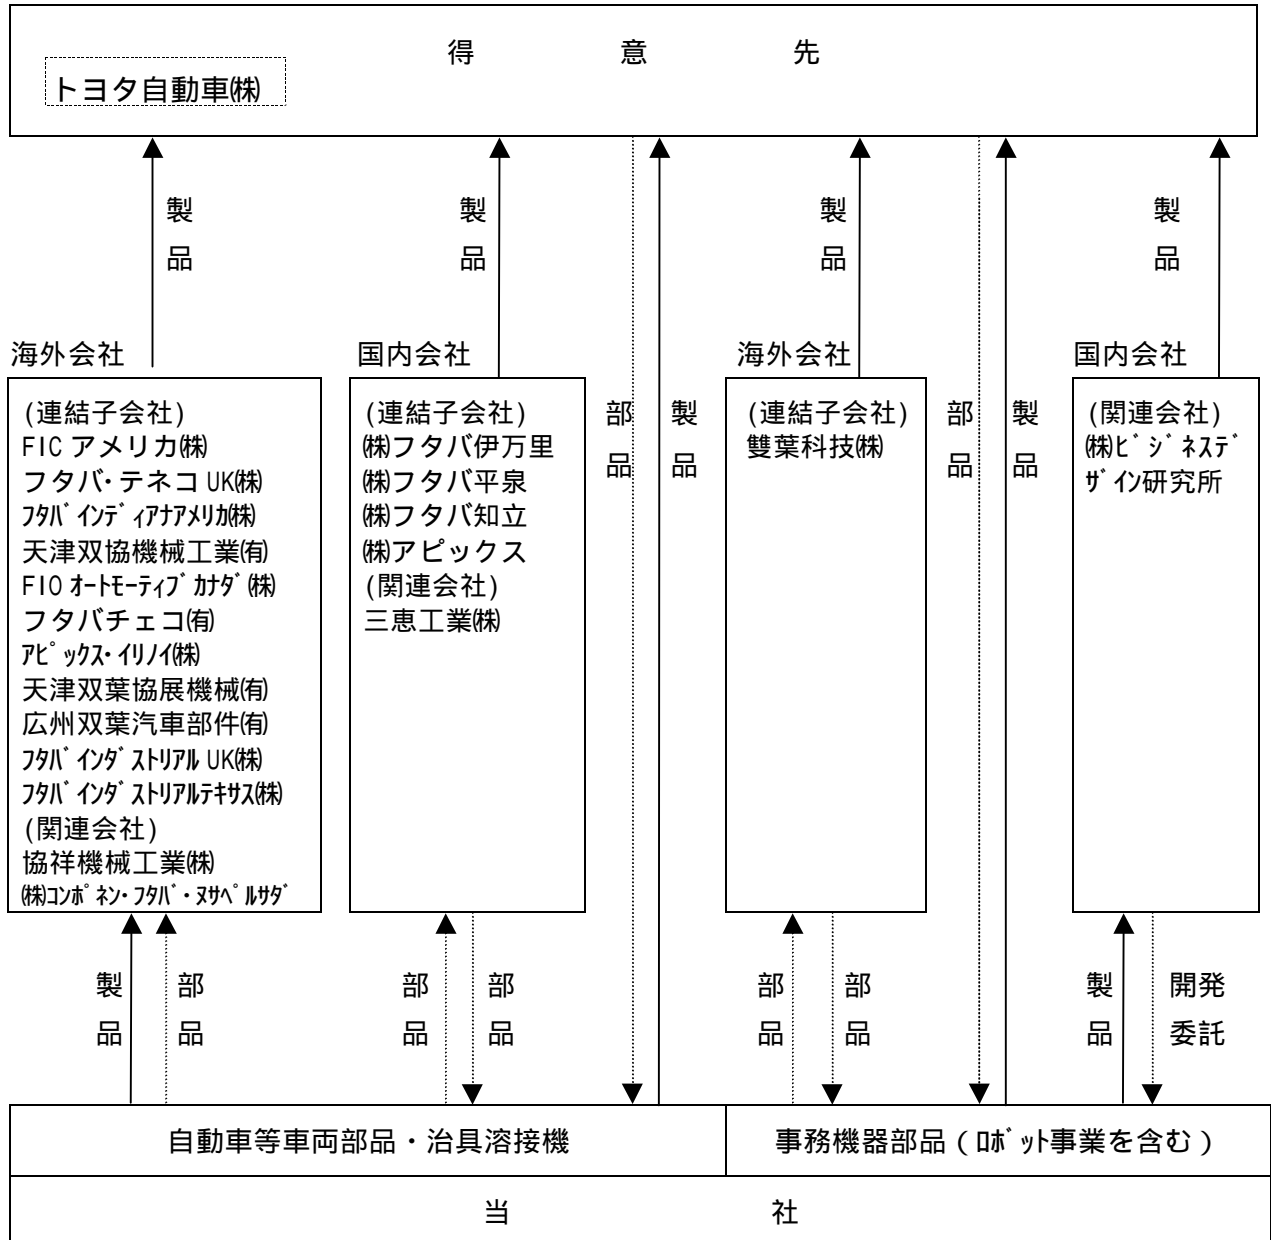 得意先
トヨタ自動車㈱
製品
製品
製品
製品
海外会社
国内会社
海外会社
国内会社
(連結子会社)
FIC アメリカ㈱
フタバ・テネコ UK㈱
ﾌﾀﾊﾞｲﾝﾃﾞｨｱﾅｱﾒﾘｶ㈱
天津双協機械工業㈲
FIO ｵｰﾄﾓｰﾃｨﾌﾞｶﾅﾀﾞ㈱
フタバチェコ㈲
ｱﾋﾟｯｸｽ・ｲﾘﾉｲ㈱
天津双葉協展機械㈲
広州双葉汽車部件㈲
ﾌﾀﾊﾞｲﾝﾀﾞｽﾄﾘｱﾙ UK㈱
ﾌﾀﾊﾞｲﾝﾀﾞｽﾄﾘｱﾙﾃｷｻｽ㈱
(関連会社)
協祥機械工業㈱
㈱ｺﾝﾎﾟﾈﾝ・ﾌﾀﾊﾞ・ﾇｻﾍﾟﾙｻﾀﾞ
(連結子会社)
㈱フタバ伊万里
㈱フタバ平泉
㈱フタバ知立
㈱アピックス
(関連会社)
三恵工業㈱
部品
製品
(連結子会社)
雙葉科技㈱
部品
製品
(関連会社)
㈱ﾋﾞｼﾞﾈｽﾃﾞ
ｻﾞｲﾝ研究所
製品
部品
部品
部品
部品
部品
製品
開発
委託
自動車等車両部品・治具溶接機
事務機器部品（ﾛﾎﾞｯﾄ事業を含む）
当社